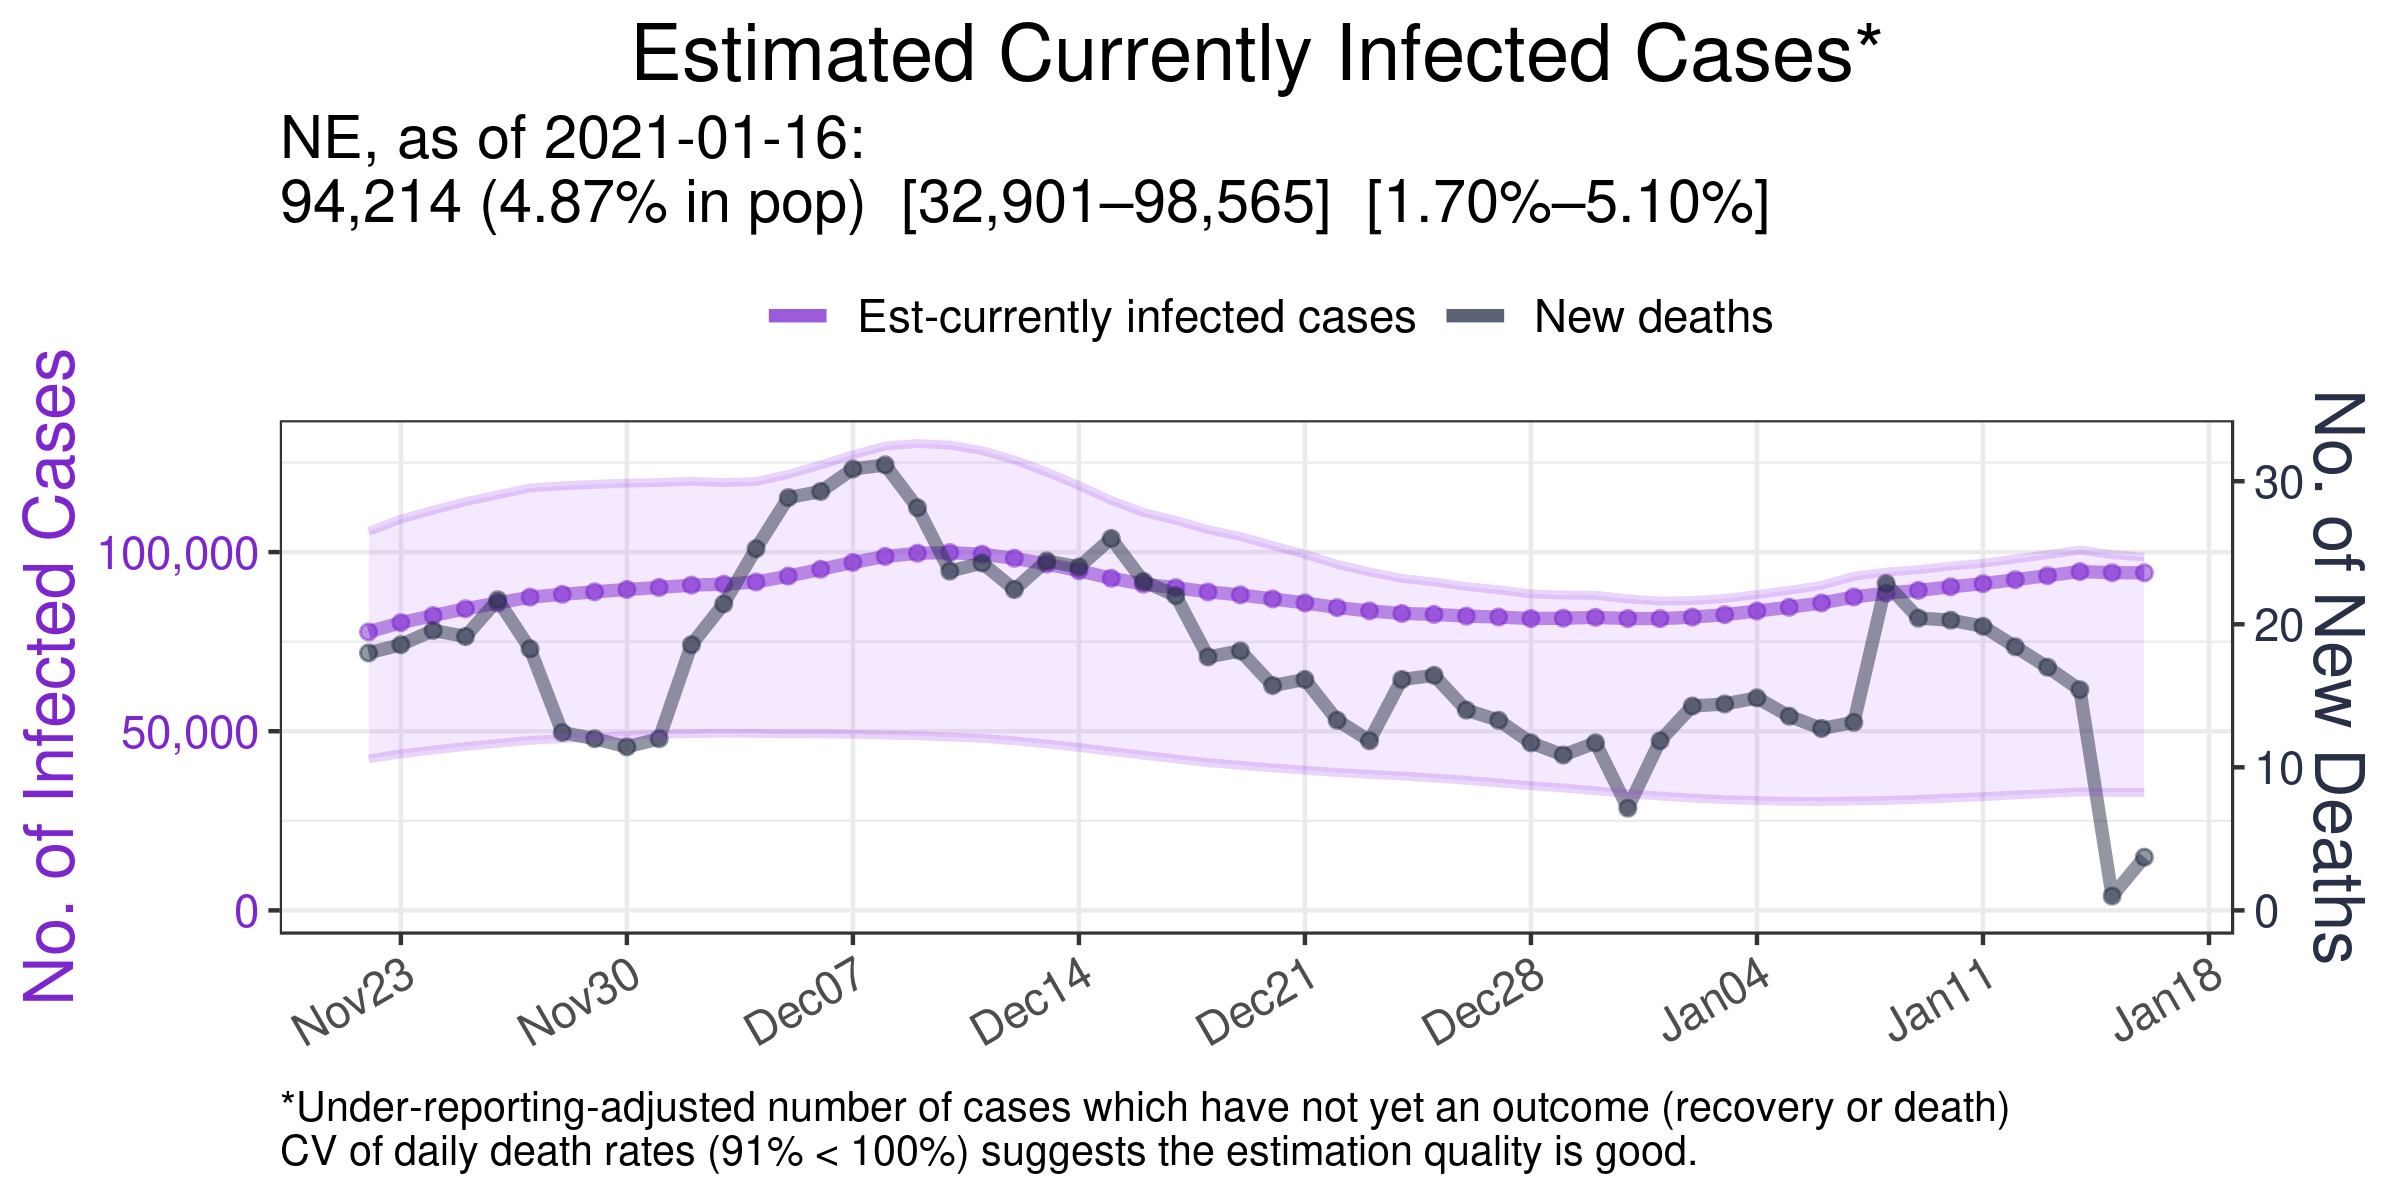 Estimated Currently Infected Cases*
NE, as of 2021-01-16:
94,214 (4.87% in pop)  [32,901–98,565]  [1.70%–5.10%]
Est-currently infected cases
New deaths
No. of Infected Cases
100,000
50,000
0
30
20
10
0
No. of New Deaths
Nov23
Nov30
Dec07
Dec14
Dec21
Dec28
Jan04
Jan11
Jan18
*Under-reporting-adjusted number of cases which have not yet an outcome (recovery or death)
CV of daily death rates (91% < 100%) suggests the estimation quality is good.